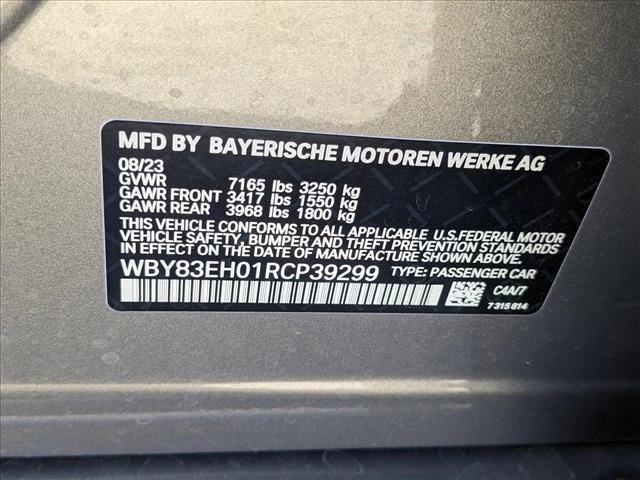 MFD BY BAYERISCHE MOTOREN WERKE AG
08/23
GVWR 7165 lbs 3250 kg
GAWR FRONT 3417 lbs 1550 kg
GAWR REAR 3968 lbs 1800 kg
THIS VEHICLE CONFORMS TO ALL APPLICABLE U.S.FEDERAL MOTOR
VEHICLE SAFETY, BUMPER, AND THEFT PREVENTION STANDARDS
IN EFFECT ON THE DATE OF MANUFACTURE SHOWN ABOVE.
WBY83EH01RCP39299 TYPE: PASSENGER CAR
C4A/7
7315814